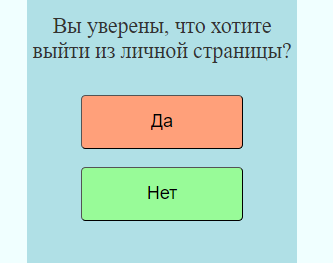 Вы уверены, что хотите
выйти из личной страницы?
Да
Нет